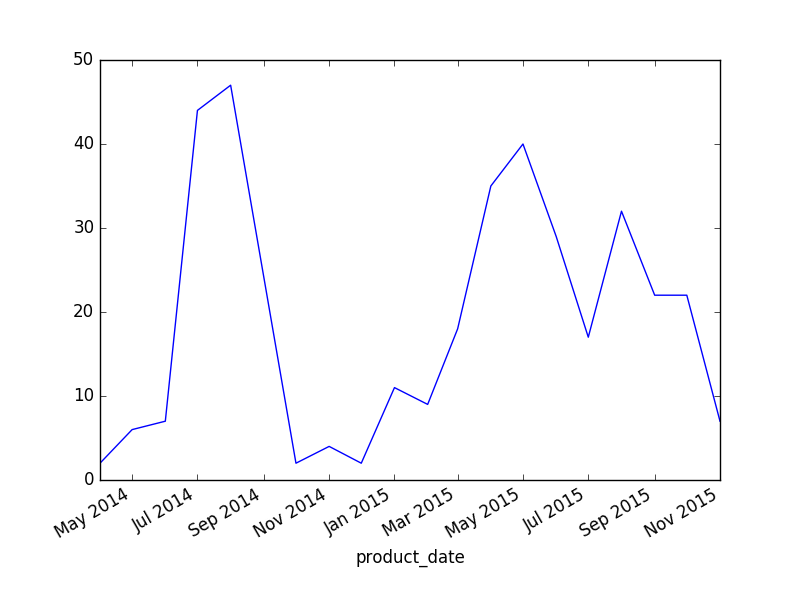 50
40
30
20
10
0
May 2014
Jul 2014
Sep 2014
Nov 2014
Jan 2015
Mar 2015
May 2015
Jul 2015
Sep 2015
Nov 2015
product_date